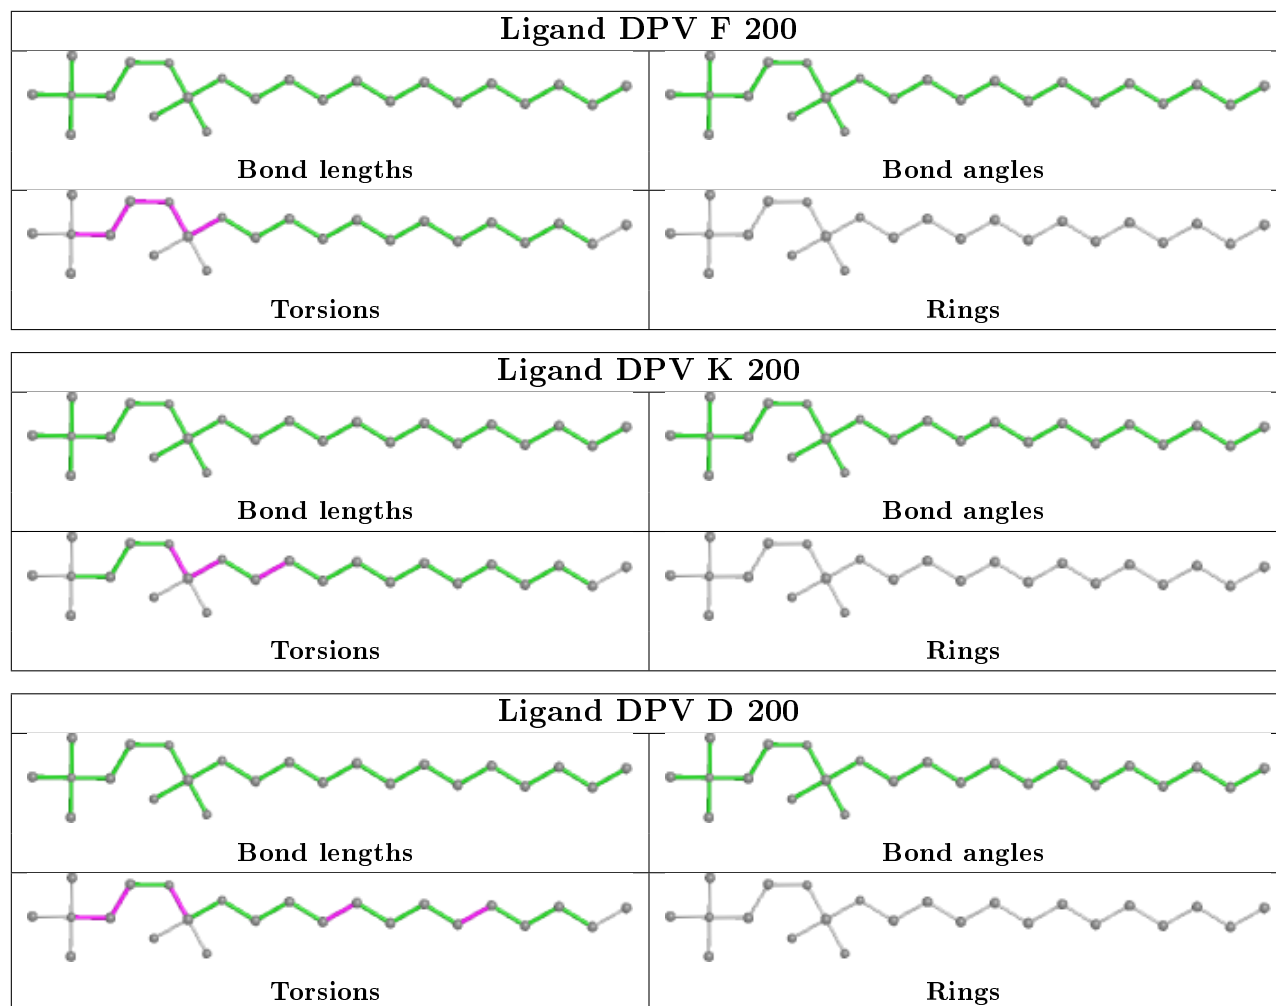 Ligand DPV F 200
Bond lengths
Bond angles
Torsions
Rings
Ligand DPV K 200
Bond lengths
Bond angles
Torsions
Rings
Ligand DPV D 200
Bond lengths
Bond angles
Torsions
Rings